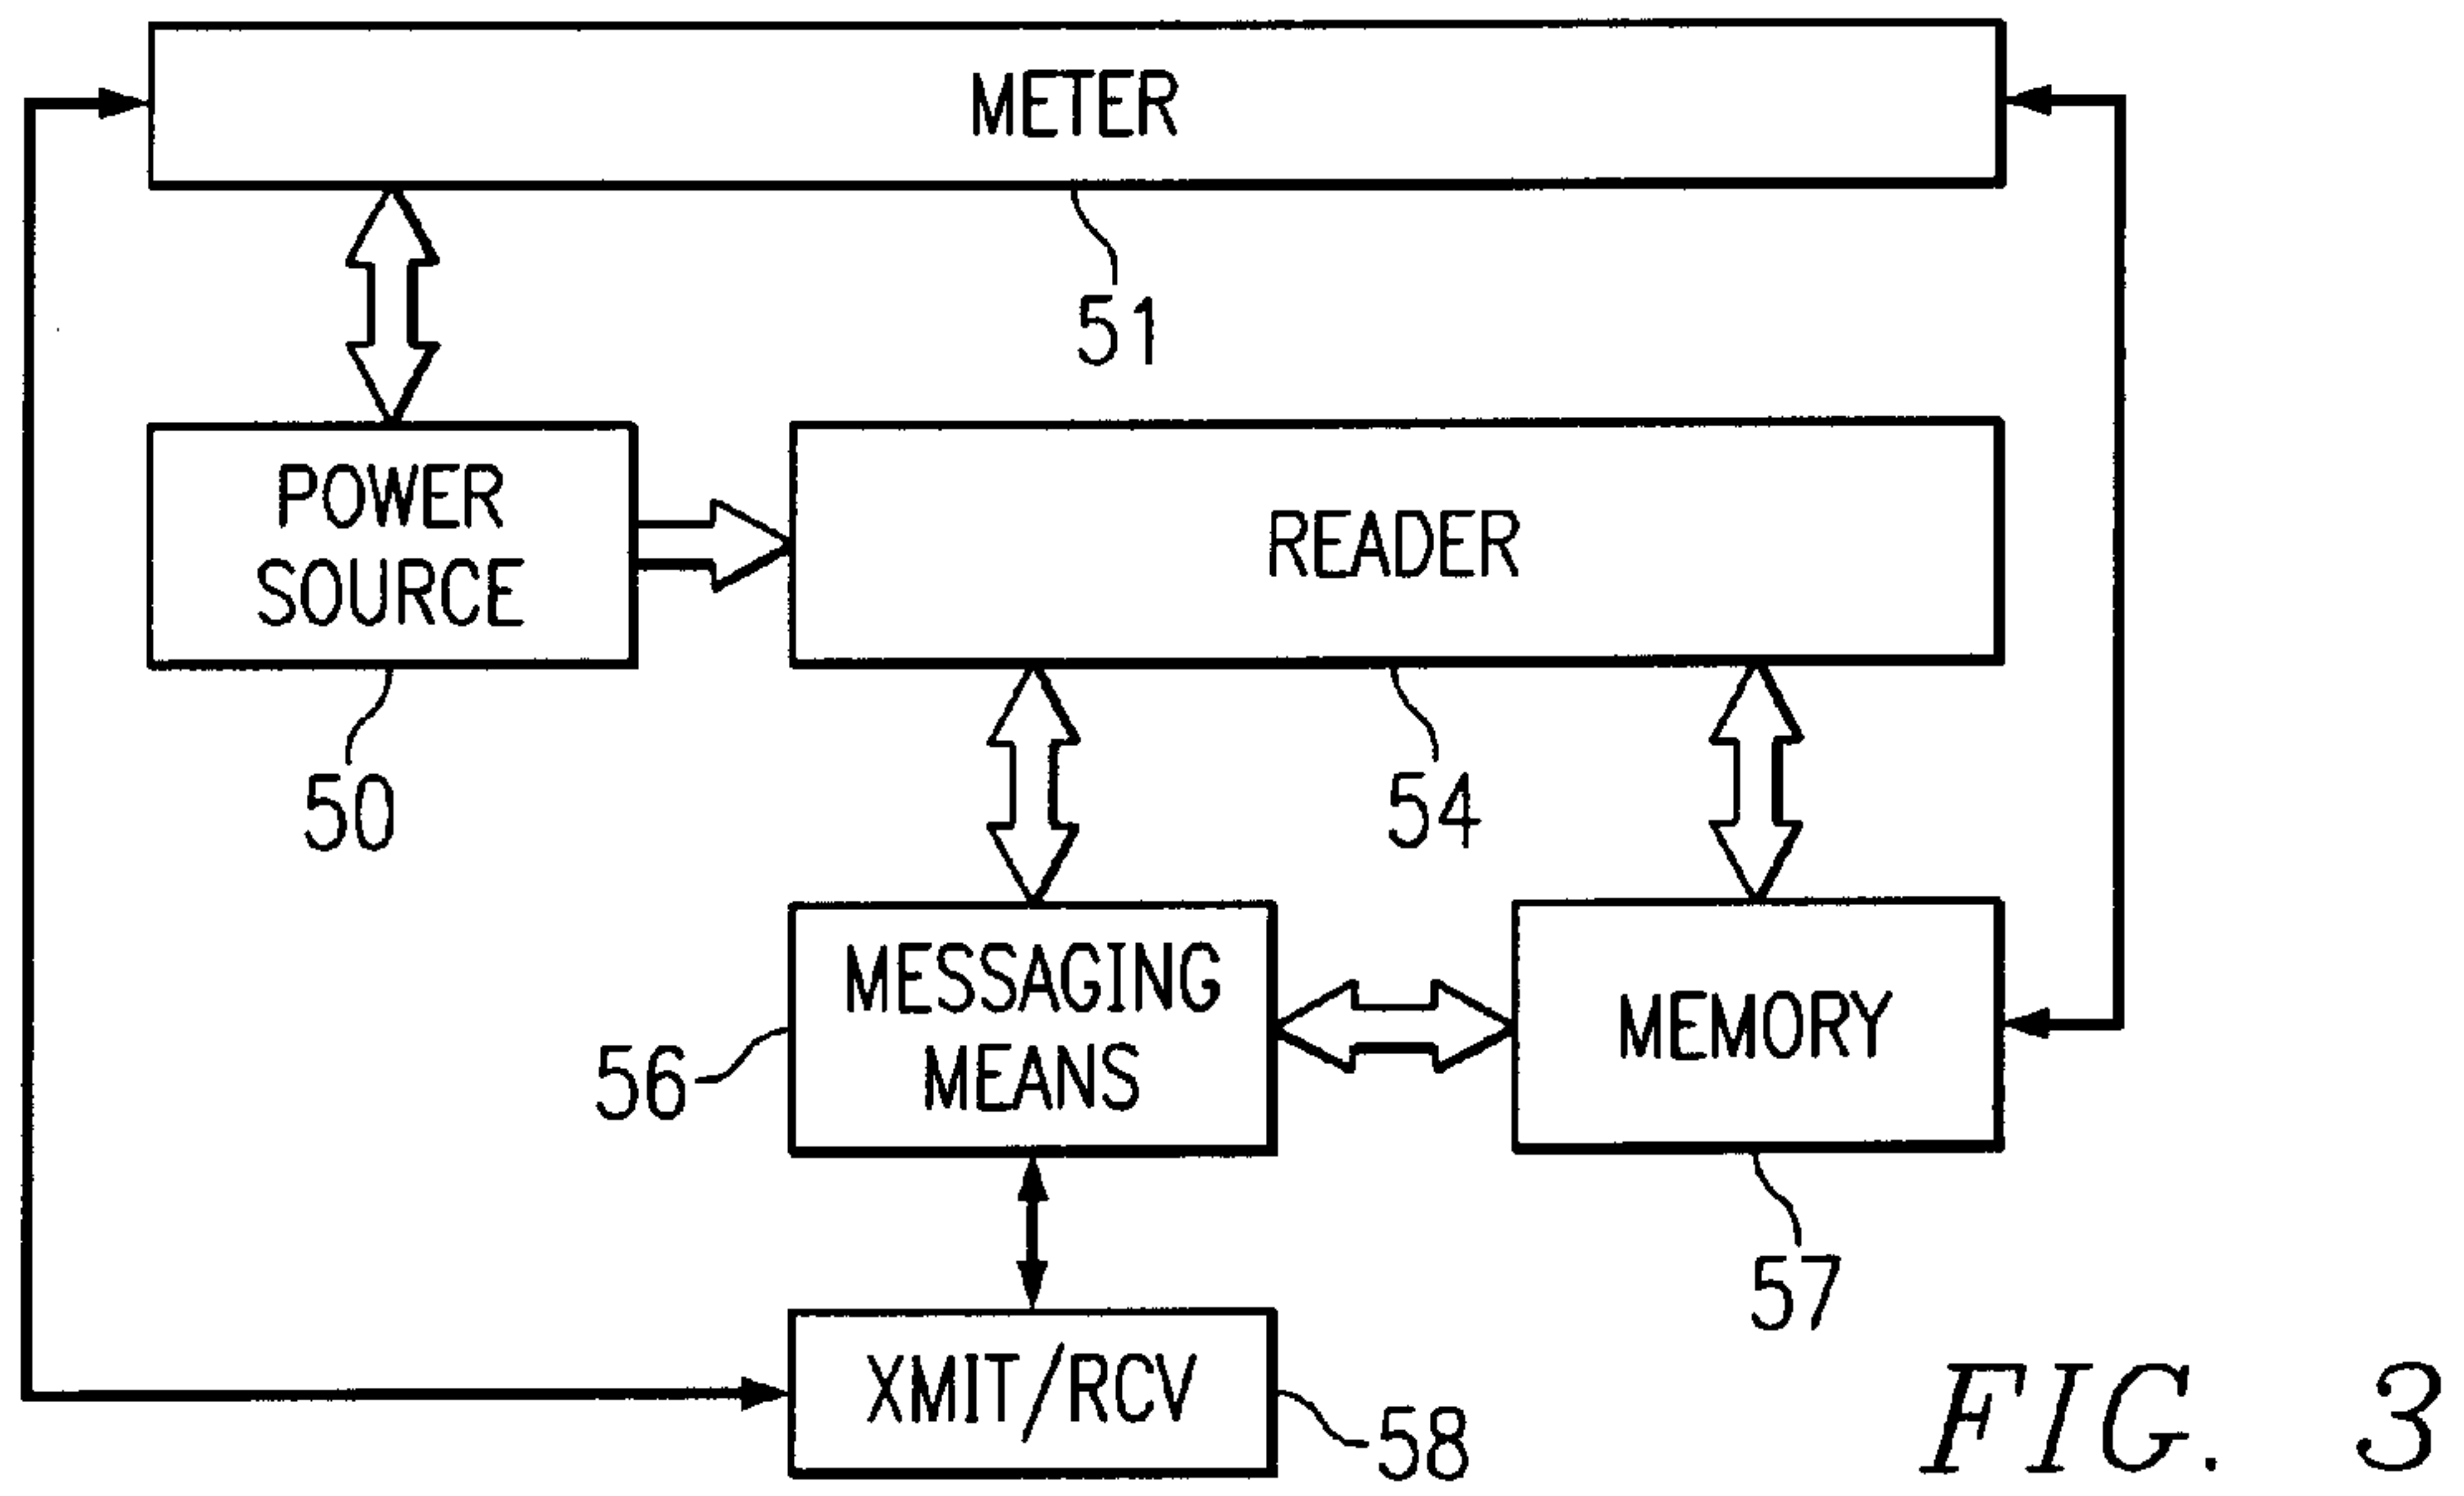 METER
51
POWER
SOURCE
READER
50
54
MESSAGING
MEANS
56
MEMORY
57
XMIT/RCV
58
FIG. 3